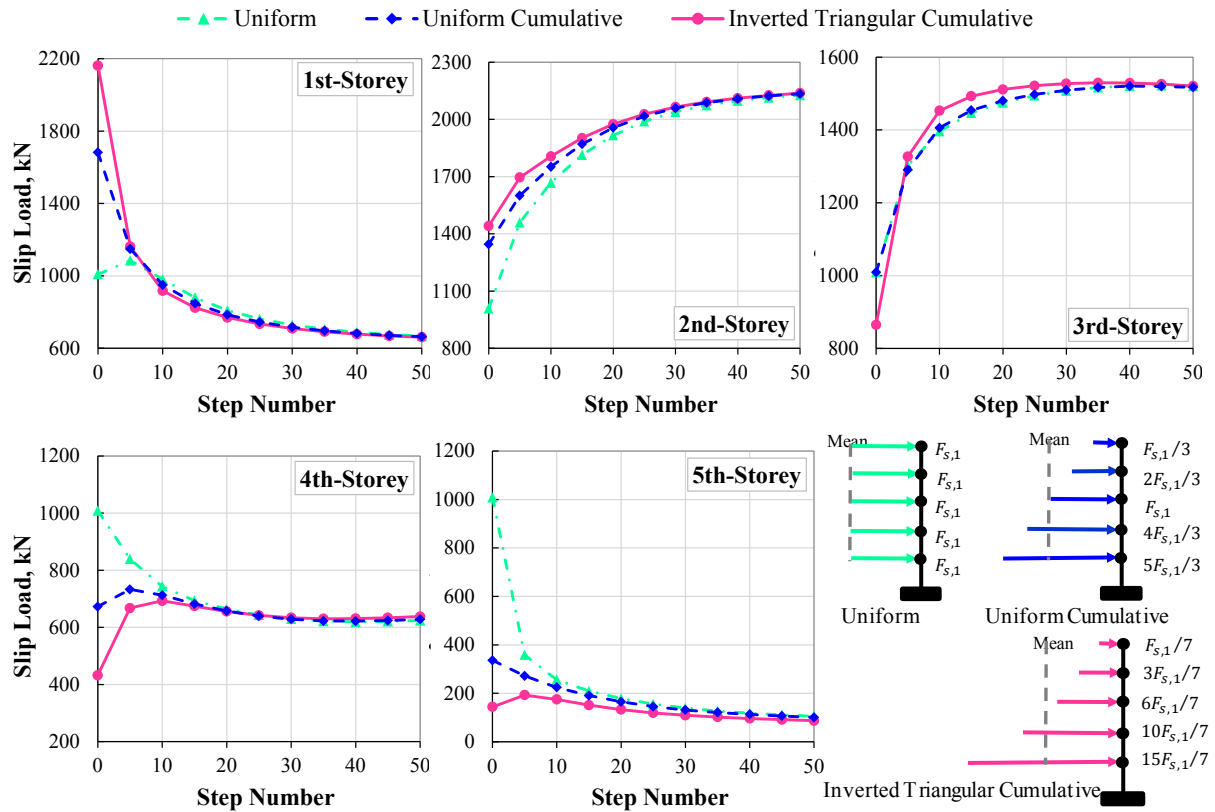 Uniform
Uniform Cumulative
Inverted Triangular Cumulative
Slip Load, kN
2200
1800
1400
1000
600
1st-Storey
0 10 20 30 40 50
Step Number
2300
2000
1700
1400
1100
800
2nd-Storey
0 10 20 30 40 50
Step Number
1600
1400
1200
1000
800
3rd-Storey
0 10 20 30 40 50
Step Number
Slip Load, kN
1200
1000
800
600
400
200
4th-Storey
0 10 20 30 40 50
Step Number
1200
1000
800
600
400
200
0
5th-Storey
0 10 20 30 40 50
Step Number
Mean
F_{s,1}
F_{s,1}
F_{s,1}
F_{s,1}
F_{s,1}
Uniform
Mean
F_{s,1}/3
2F_{s,1}/3
F_{s,1}
4F_{s,1}/3
5F_{s,1}/3
Uniform Cumulative
Mean
F_{s,1}/7
3F_{s,1}/7
6F_{s,1}/7
10F_{s,1}/7
15F_{s,1}/7
Inverted Triangular Cumulative